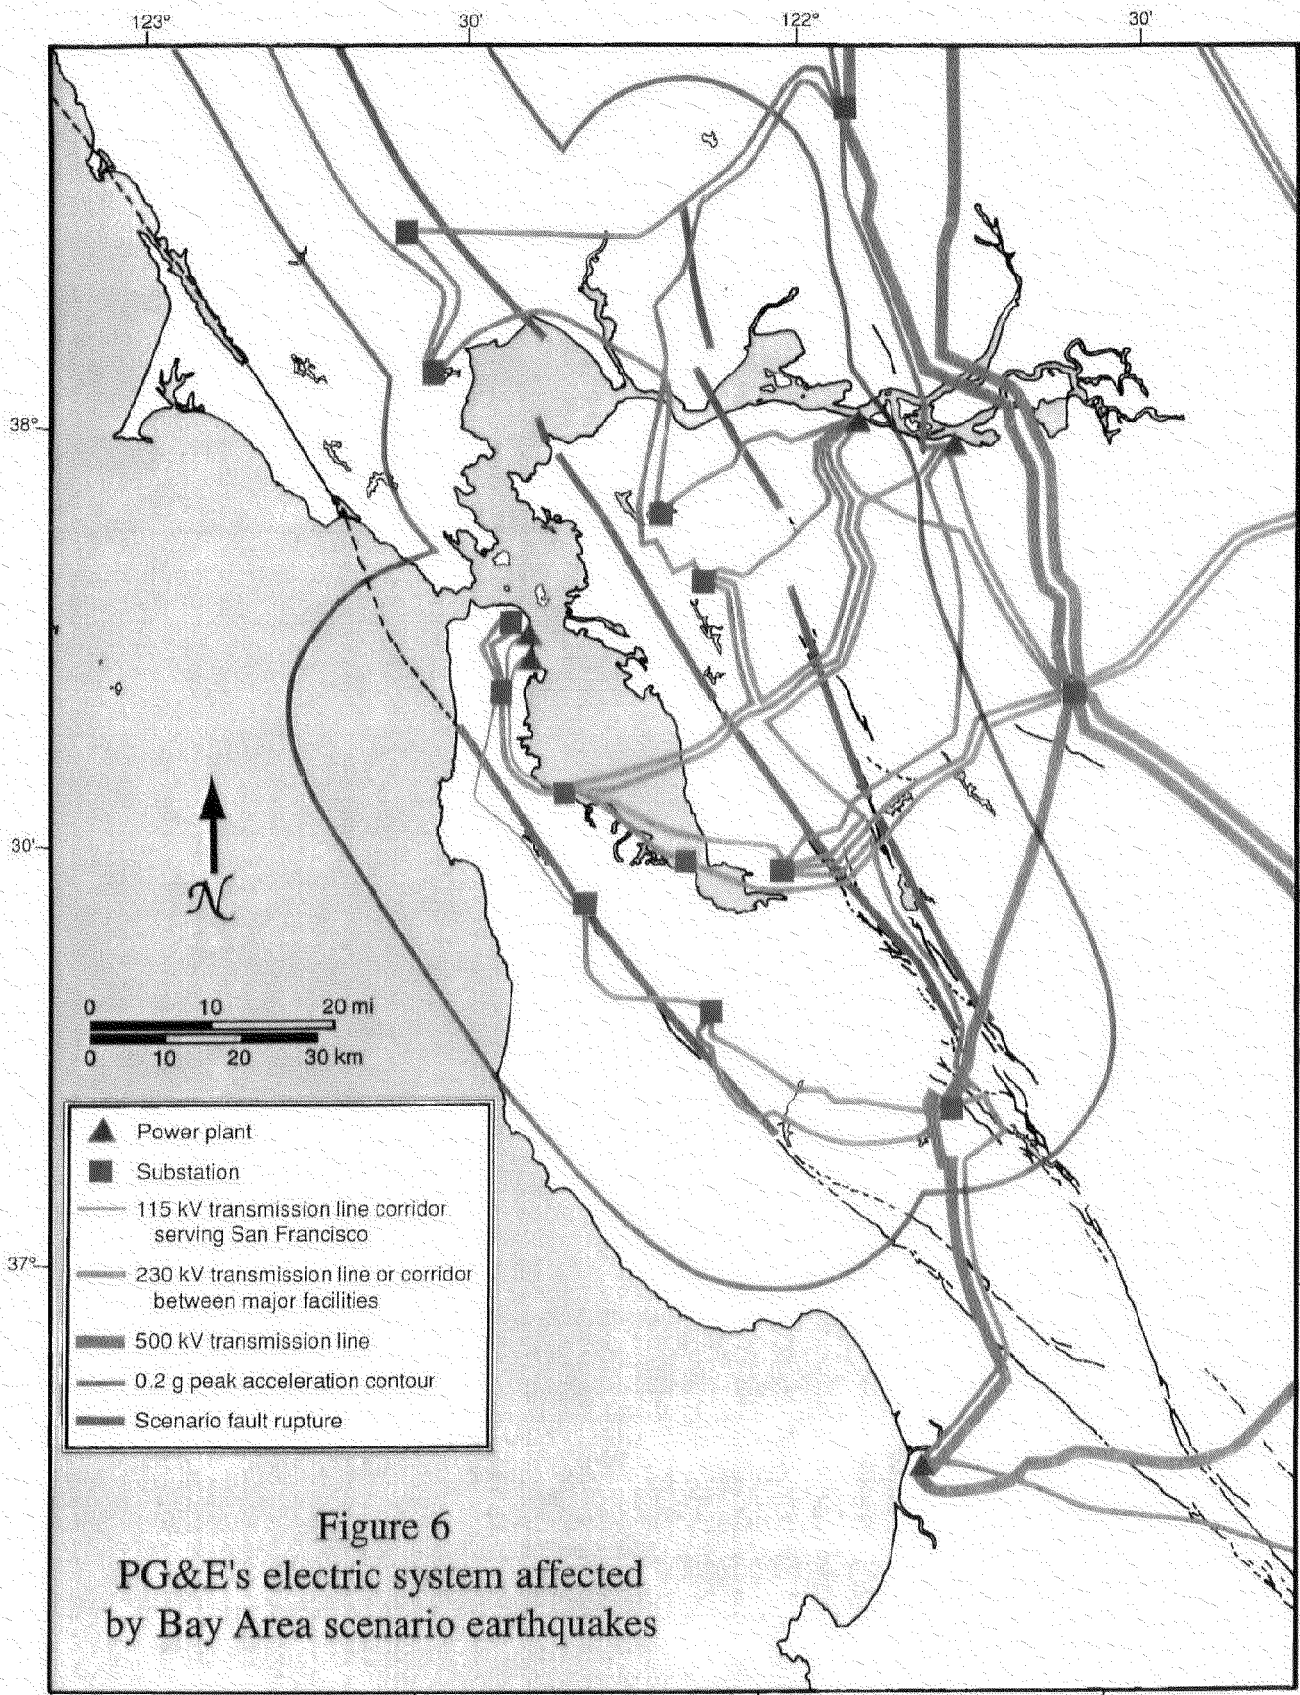 123° 30' 122° 30'
38°
30'
N
0 10 20 mi
0 10 20 30 km
Power plant
Substation
115 kV transmission line corridor
serving San Francisco
230 kV transmission line or corridor
between major facilities
500 kV transmission line
0.2 g peak acceleration contour
Scenario fault rupture
37°
Figure 6
PG&E's electric system affected
by Bay Area scenario earthquakes